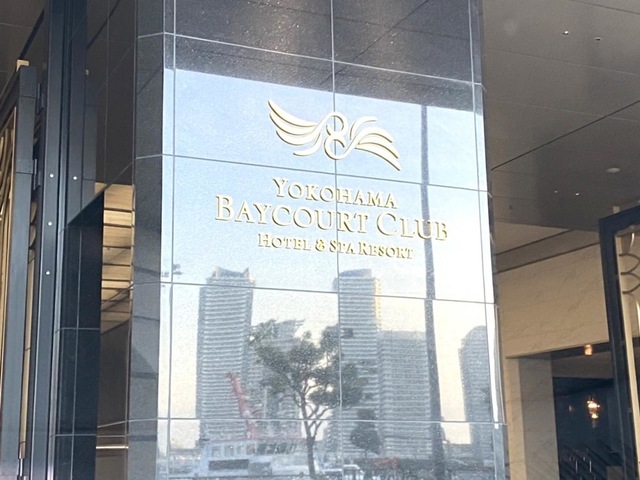 YOKOHAMA
BAYCOURT CLUB
HOTEL & SPA RESORT